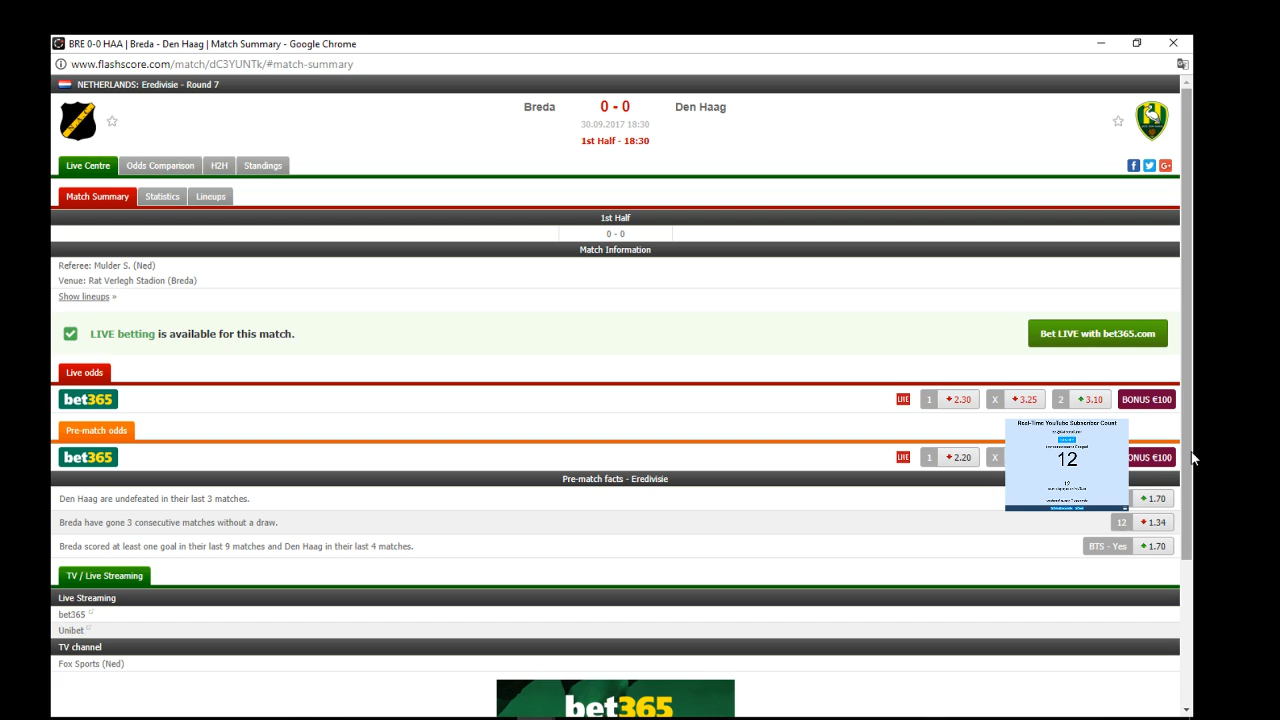 BRE 0-0 HAA | Breda - Den Haag | Match Summary - Google Chrome
www.flashscore.com/match/dC3YUNTk/#match-summary
NETHERLANDS: Eredivisie - Round 7
Breda 0 - 0 Den Haag
30.09.2017 18:30
1st Half - 18:30
Live Centre Odds Comparison H2H Standings
Match Summary Statistics Lineups
1st Half
0 - 0
Match Information
Referee: Mulder S. (Ned)
Venue: Rat Verlegh Stadion (Breda)
Show lineups »
LIVE betting is available for this match. Bet LIVE with bet365.com
Live odds
bet365 LIVE 1 2.30 X 3.25 2 3.10 BONUS €100
Pre-match odds
Real-Time YouTube Subscriber Count
bet365 LIVE 1 2.20 X ONUS €100
12
12
Pre-match facts - Eredivisie
Den Haag are undefeated in their last 3 matches. 1.70
Breda have gone 3 consecutive matches without a draw. 12 1.34
Breda scored at least one goal in their last 9 matches and Den Haag in their last 4 matches. BTS - Yes 1.70
TV / Live Streaming
Live Streaming
bet365
Unibet
TV channel
Fox Sports (Ned)
bet365